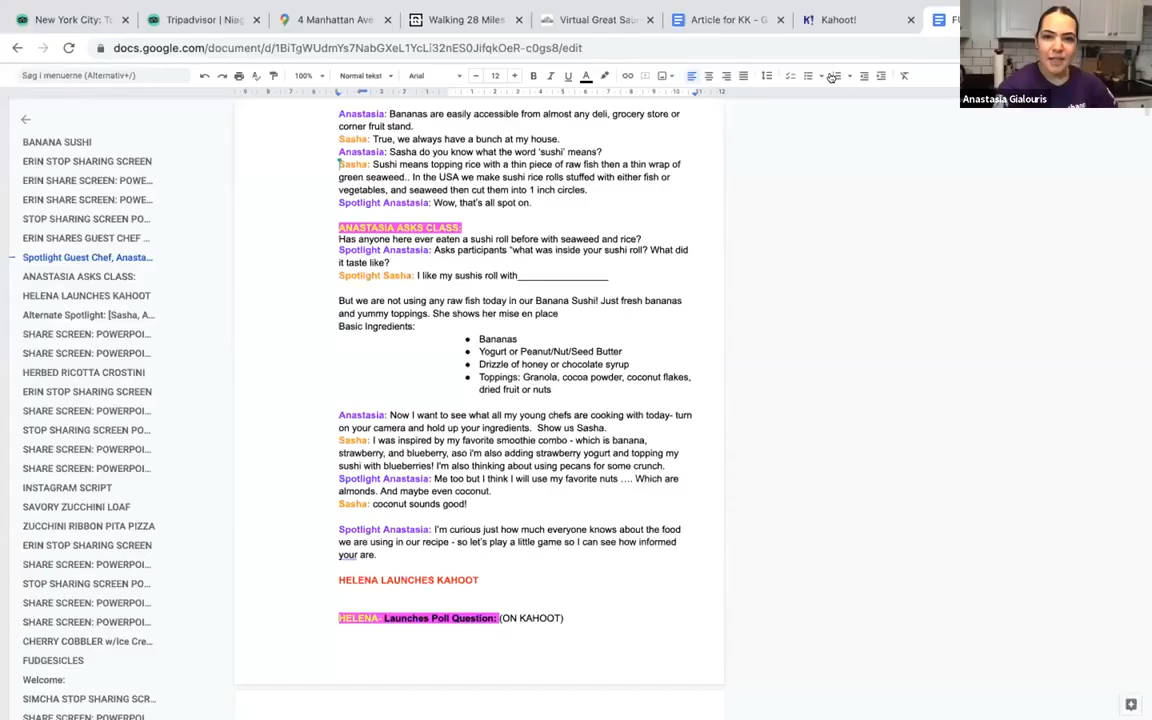 New York City: To
Tripadvisor | Niag
4 Manhattan Ave
Walking 28 Miles
Virtual Great Sau
Article for KK - G
Kahoot!
FU
docs.google.com/document/d/1BiTgWUdmYs7NabGXeL1YcLi32nES0JifqkOeR-c0gs8/edit
Søg i menuerne (Alternativ+/)
100%
Normal tekst
Arial
12
BANANA SUSHI
ERIN STOP SHARING SCREEN
ERIN SHARE SCREEN: POWE...
ERIN SHARE SCREEN: POWE...
STOP SHARING SCREEN PO...
ERIN SHARES GUEST CHEF ...
Spotlight Guest Chef, Anasta...
ANASTASIA ASKS CLASS:
HELENA LAUNCHES KAHOOT
Alternate Spotlight: [Sasha, A...
SHARE SCREEN: POWERPOI...
SHARE SCREEN: POWERPOI...
HERBED RICOTTA CROSTINI
ERIN STOP SHARING SCREEN
SHARE SCREEN: POWERPOI...
STOP SHARING SCREEN PO...
SHARE SCREEN: POWERPOI...
SHARE SCREEN: POWERPOI...
INSTAGRAM SCRIPT
SAVORY ZUCCHINI LOAF
ZUCCHINI RIBBON PITA PIZZA
ERIN STOP SHARING SCREEN
SHARE SCREEN: POWERPOI...
STOP SHARING SCREEN PO...
SHARE SCREEN: POWERPOI...
SHARE SCREEN: POWERPOI...
CHERRY COBBLER w/Ice Cre...
FUDGESICLES
Welcome:
SIMCHA STOP SHARING SCR...
SHARE SCREEN: POWERPOI...
Anastasia: Bananas are easily accessible from almost any deli, grocery store or
corner fruit stand.
Sasha: True, we always have a bunch at my house.
Anastasia: Sasha do you know what the word 'sushi' means?
Sasha: Sushi means topping rice with a thin piece of raw fish then a thin wrap of
green seaweed.. In the USA we make sushi rice rolls stuffed with either fish or
vegetables, and seaweed then cut them into 1 inch circles.
Spotlight Anastasia: Wow, that's all spot on.
ANASTASIA ASKS CLASS:
Has anyone here ever eaten a sushi roll before with seaweed and rice?
Spotlight Anastasia: Asks participants "what was inside your sushi roll? What did
it taste like?
Spotlight Sasha: I like my sushis roll with___________________
But we are not using any raw fish today in our Banana Sushi! Just fresh bananas
and yummy toppings. She shows her mise en place
Basic Ingredients:
● Bananas
● Yogurt or Peanut/Nut/Seed Butter
● Drizzle of honey or chocolate syrup
● Toppings: Granola, cocoa powder, coconut flakes,
dried fruit or nuts
Anastasia: Now I want to see what all my young chefs are cooking with today- turn
on your camera and hold up your ingredients. Show us Sasha.
Sasha: I was inspired by my favorite smoothie combo - which is banana,
strawberry, and blueberry, aso i'm also adding strawberry yogurt and topping my
sushi with blueberries! I'm also thinking about using pecans for some crunch.
Spotlight Anastasia: Me too but I think I will use my favorite nuts .... Which are
almonds. And maybe even coconut.
Sasha: coconut sounds good!
Spotlight Anastasia: I'm curious just how much everyone knows about the food
we are using in our recipe - so let's play a little game so I can see how informed
your are.
HELENA LAUNCHES KAHOOT
HELENA: Launches Poll Question: (ON KAHOOT)
Anastasia Gialouris